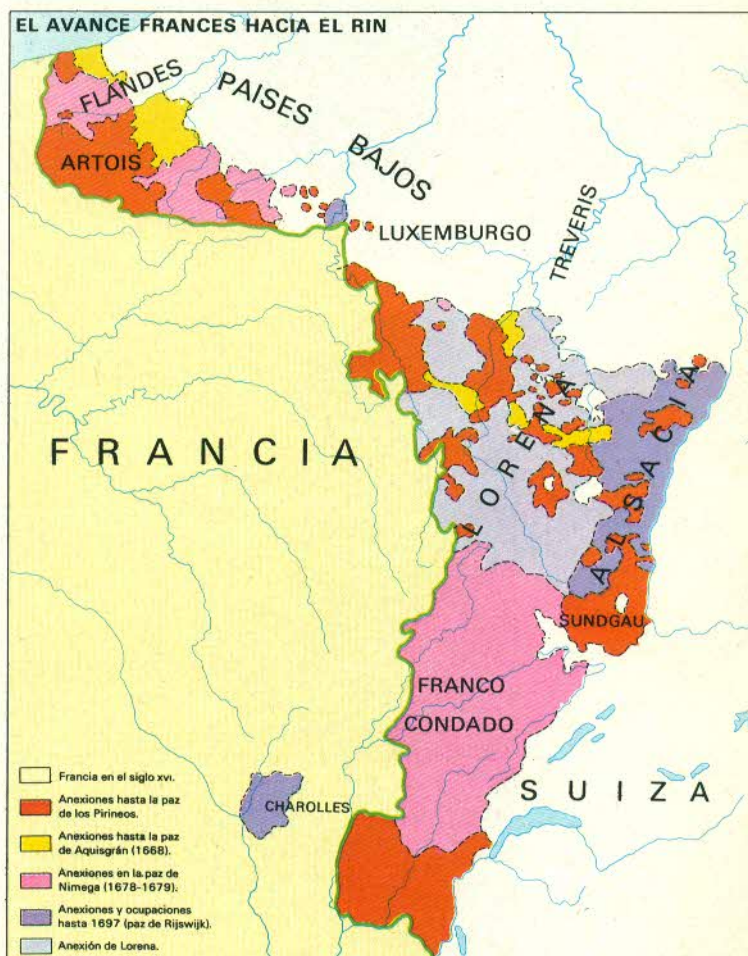 EL AVANCE FRANCES HACIA EL RIN
FLANDES
PAISES
BAJOS
ARTOIS
LUXEMBURGO
TREVERIS
FRANCIA
LORENA
ALSACIA
SUNDGAU
FRANCO
CONDADO
SUIZA
CHAROLLES
Francia en el siglo XVI.
Anexiones hasta la paz
de los Pirineos.
Anexiones hasta la paz
de Aquisgrán (1668).
Anexiones en la paz de
Nimega (1678-1679).
Anexiones y ocupaciones
hasta 1697 (paz de Rijswijk).
Anexión de Lorena.